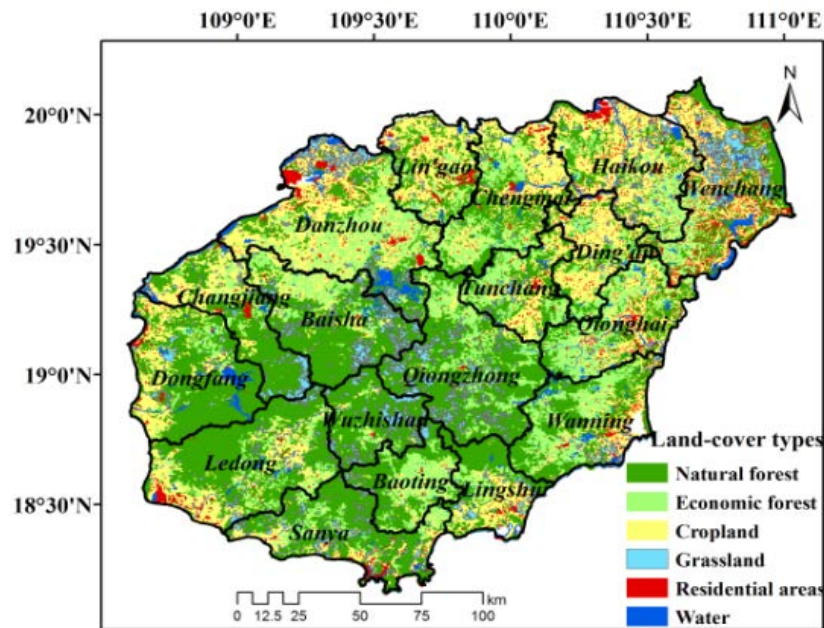 109°0'E 109°30'E 110°0'E 110°30'E 111°0'E
N
20°0'N
19°30'N
19°0'N
18°30'N
Lin'gao
Haikou
Chengmai
Wenchang
Danzhou
Ding'an
Changjiang
Tunchang
Baisha
Qionghai
Dongfang
Qiongzhong
Wuzhishan
Wanning
Ledong
Baoting
Lingshui
Sanya
Land-cover types
Natural forest
Economic forest
Cropland
Grassland
Residential areas
Water
km
0 12.5 25 50 75 100